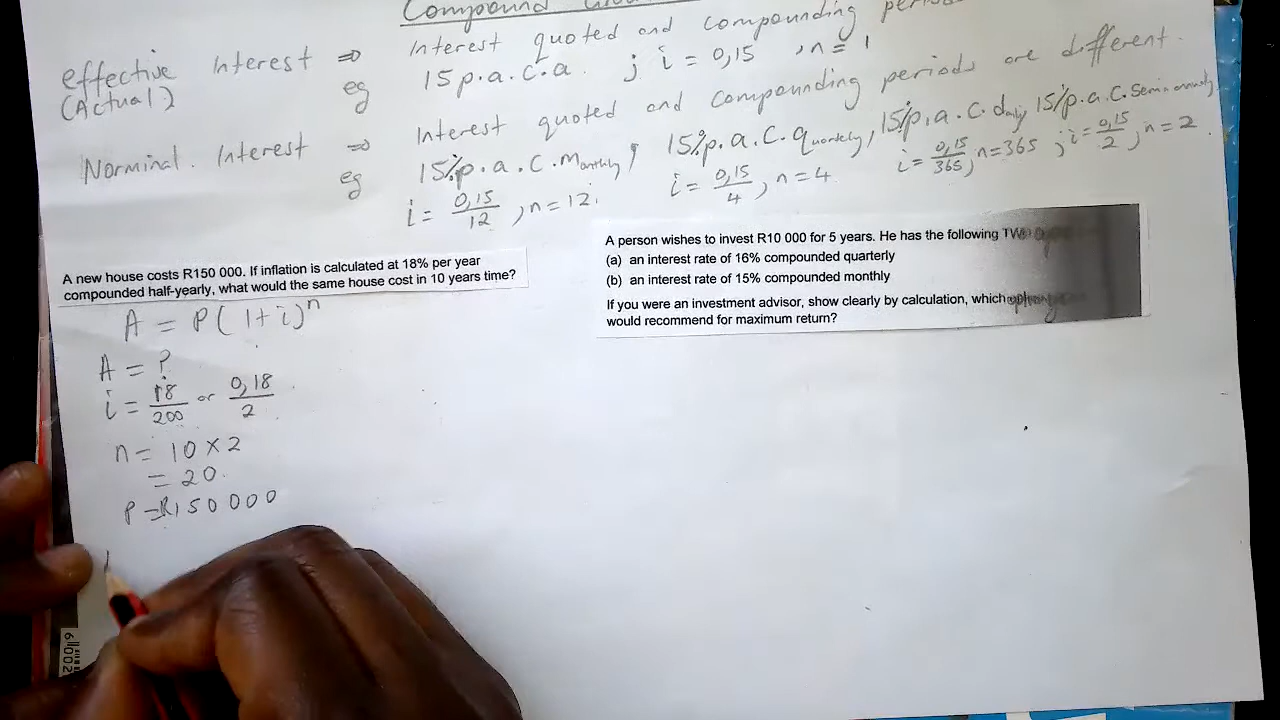 Compound
effective Interest ⇒ Interest quoted and compounding
(Actual) eg 15 p.a.c.a ; i = 0,15 , n = 1
Norminal. Interest ⇒ Interest quoted and compounding periods are different.
eg 15% p.a.c. Monthly, 15% p.a.c. quarterly, 15% p.a.c. daily 15% p.a.c. semi annualy
i = 0,15/12 , n = 12. i = 0,15/4 , n = 4 i = 0,15/365, n = 365 ; i = 0,15/2 , n = 2.
A new house costs R150 000. If inflation is calculated at 18% per year
compounded half-yearly, what would the same house cost in 10 years time?
A = P(1+i)^n
A = ?
i = 18/200 or 0,18/2
n = 10 × 2
= 20.
P = R150000
A person wishes to invest R10 000 for 5 years. He has the following TWO
(a) an interest rate of 16% compounded quarterly
(b) an interest rate of 15% compounded monthly
If you were an investment advisor, show clearly by calculation, which option
would recommend for maximum return?